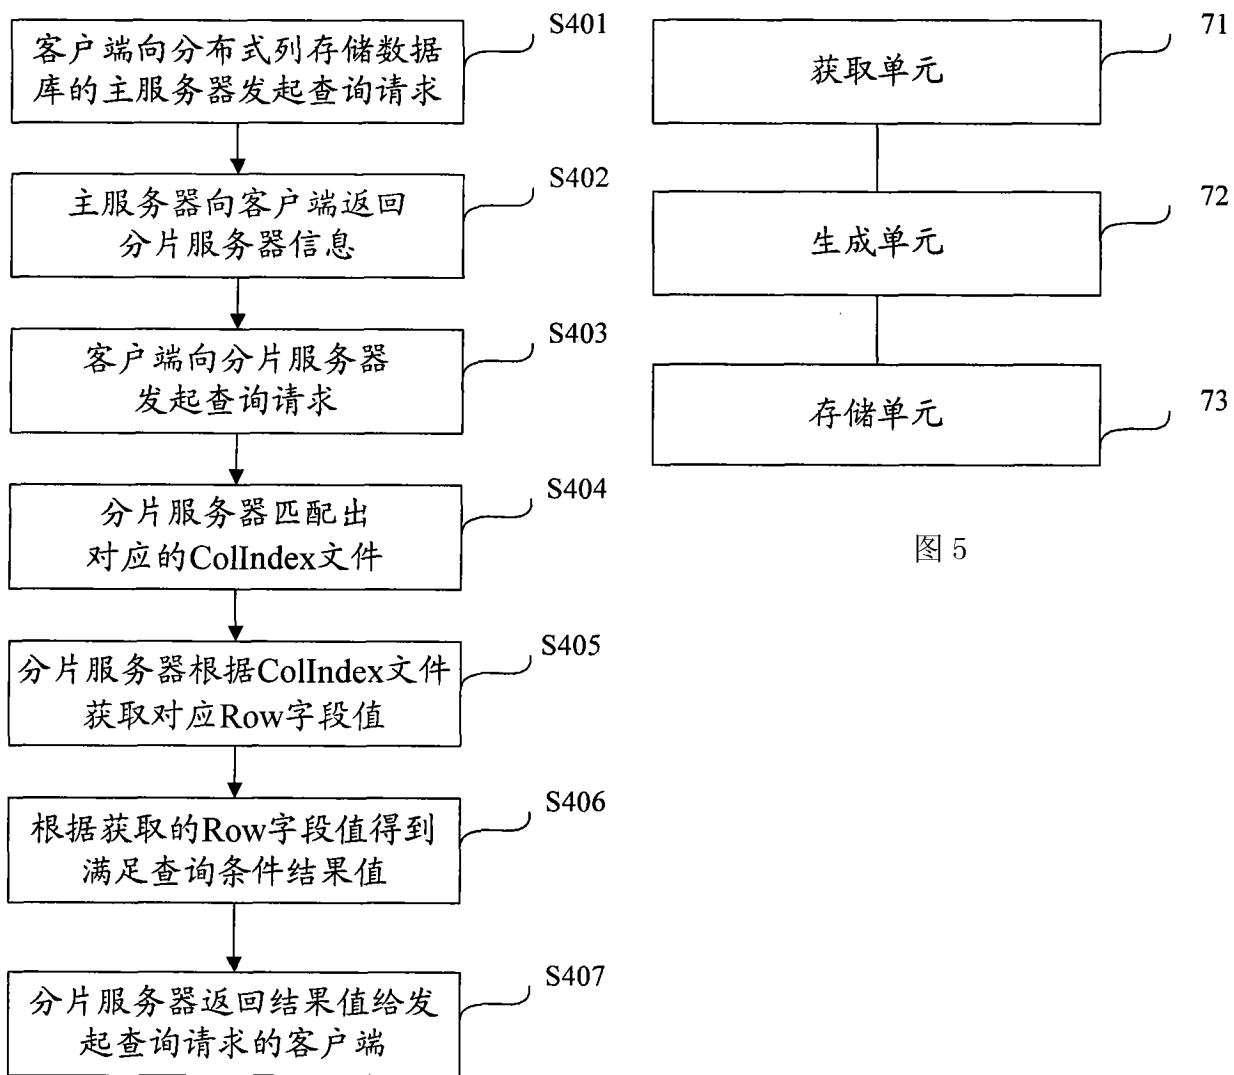 客户端向分布式列存储数据
库的主服务器发起查询请求
S401
主服务器向客户端返回
分片服务器信息
S402
客户端向分片服务器
发起查询请求
S403
分片服务器匹配出
对应的ColIndex文件
S404
分片服务器根据ColIndex文件
获取对应Row字段值
S405
根据获取的Row字段值得到
满足查询条件结果值
S406
分片服务器返回结果值给发
起查询请求的客户端
S407
获取单元
71
生成单元
72
存储单元
73
图 5